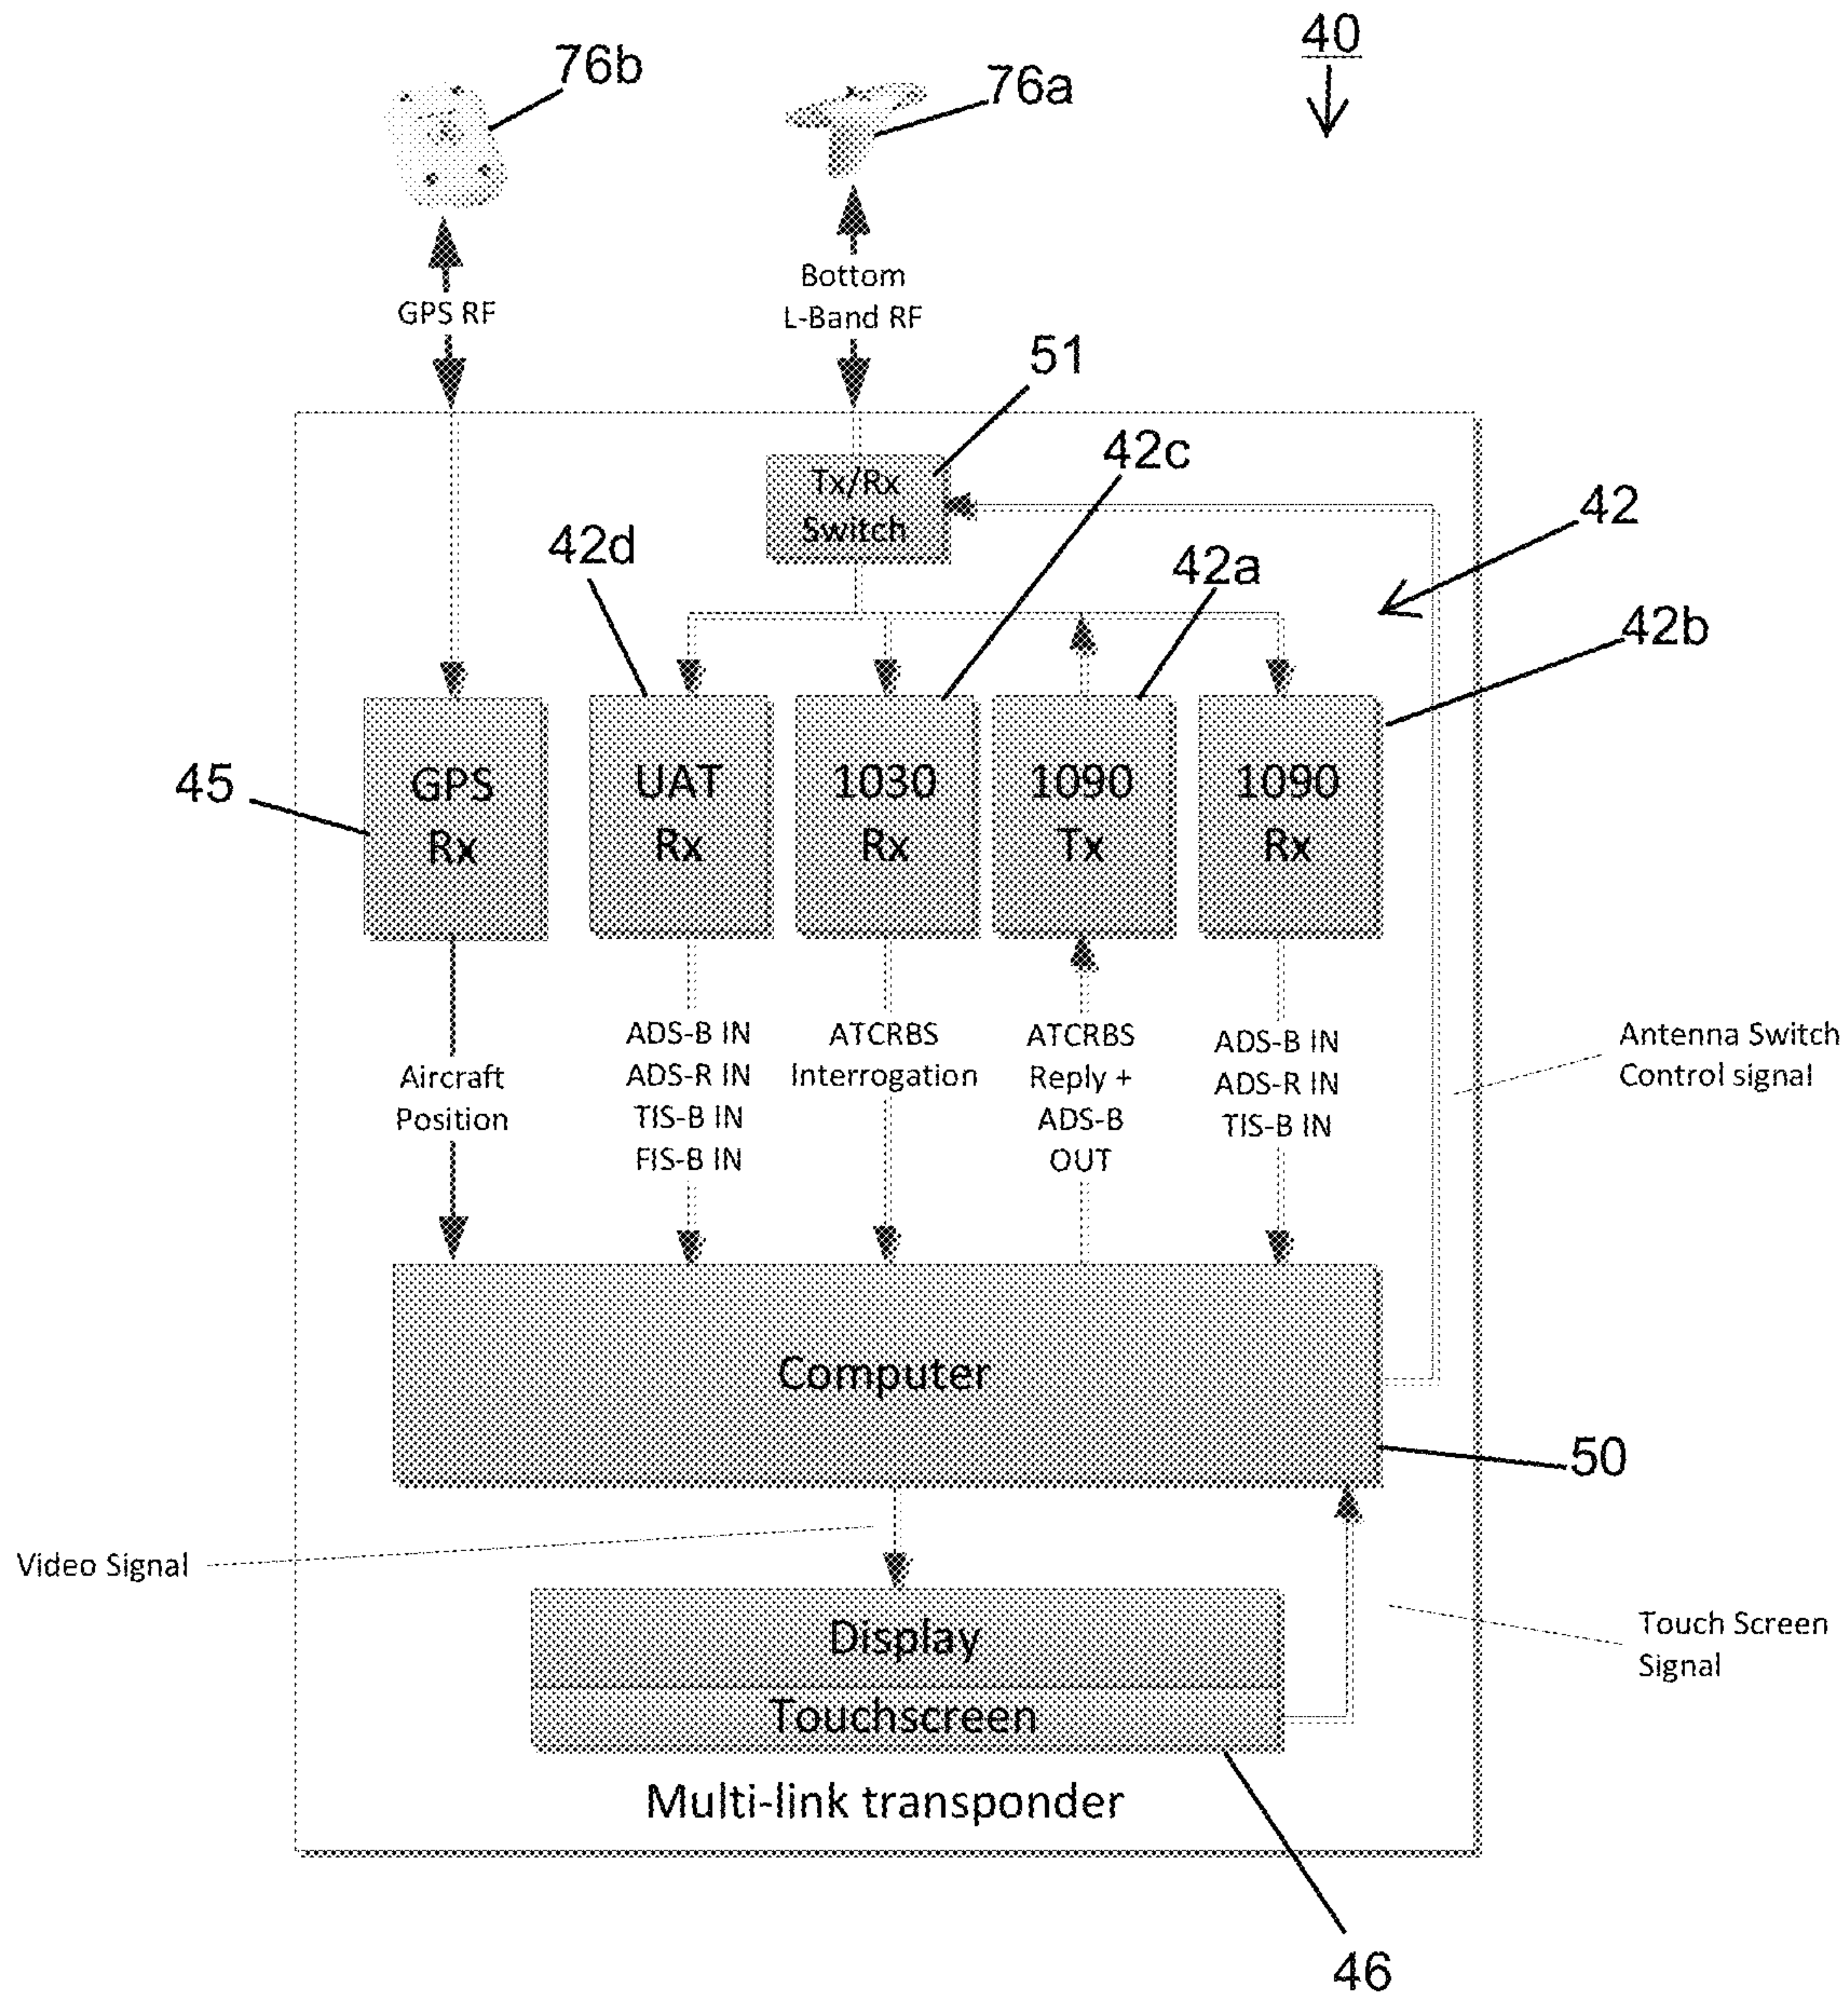 40
76b
76a
GPS RF
Bottom
L-Band RF
51
42c
42
42d
42a
42b
Tx/Rx
Switch
45
GPS
Rx
UAT
Rx
1030
Rx
1090
Tx
1090
Rx
Aircraft
Position
ADS-B IN
ADS-R IN
TIS-B IN
FIS-B IN
ATCRBS
Interrogation
ATCRBS
Reply +
ADS-B
OUT
ADS-B IN
ADS-R IN
TIS-B IN
Antenna Switch
Control signal
Computer
50
Video Signal
Display
Touchscreen
Touch Screen
Signal
Multi-link transponder
46